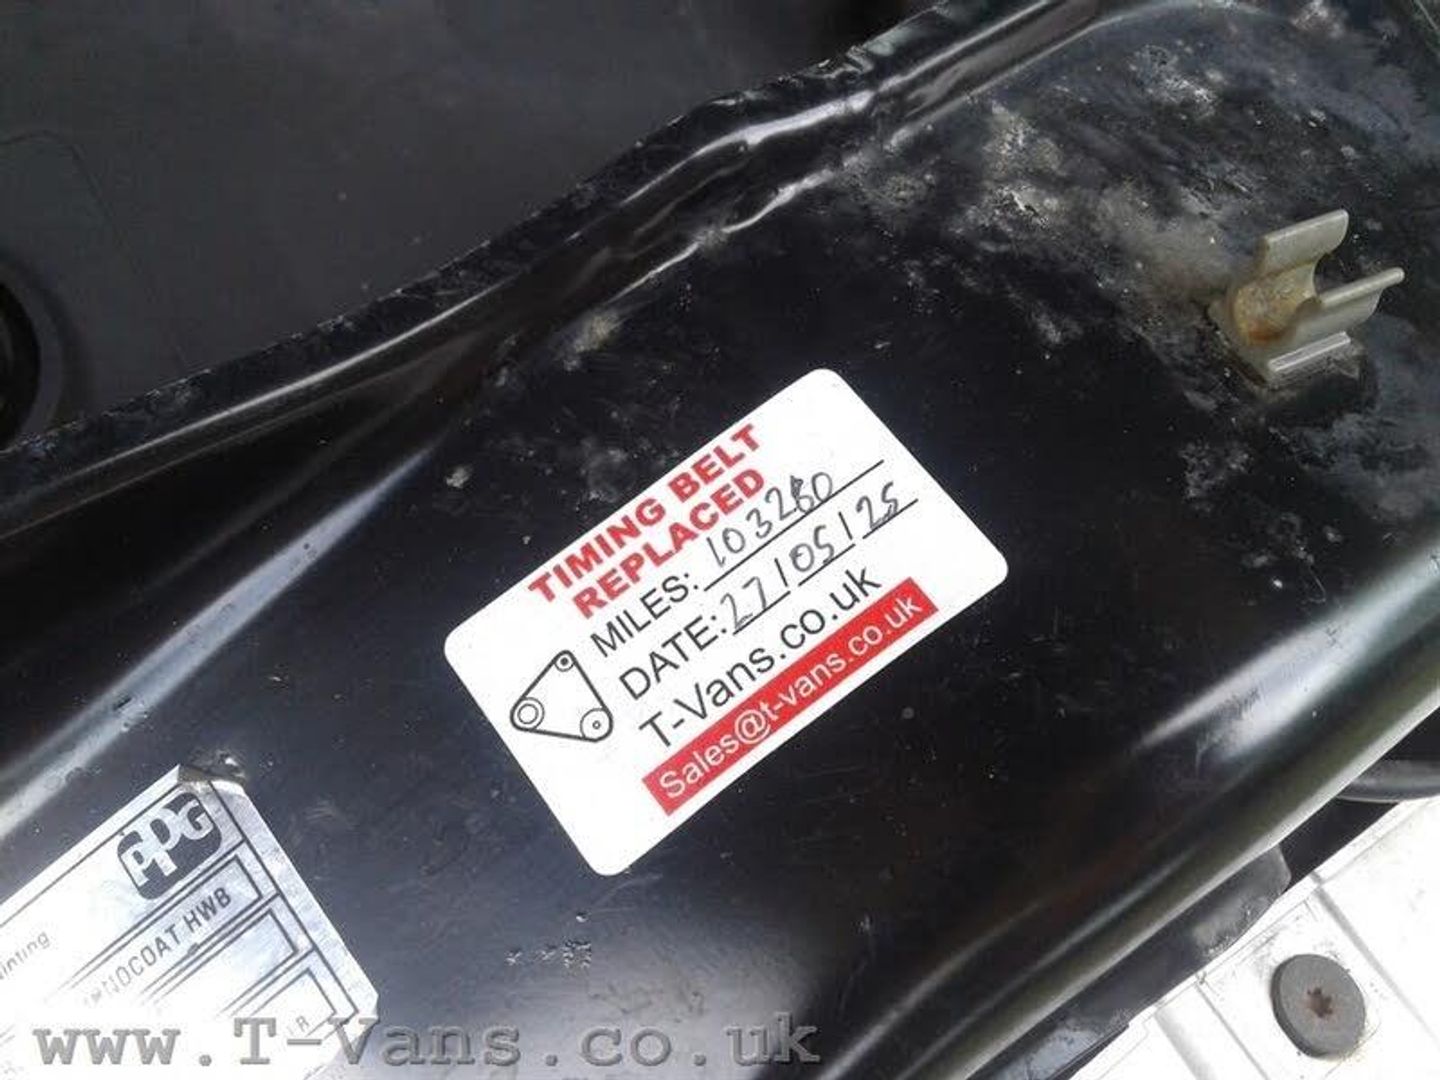 TIMING BELT
REPLACED
MILES: 103260
DATE: 27/05/25
T-Vans.co.uk
Sales@t-vans.co.uk
PPG
HWB
www.T-Vans.co.uk